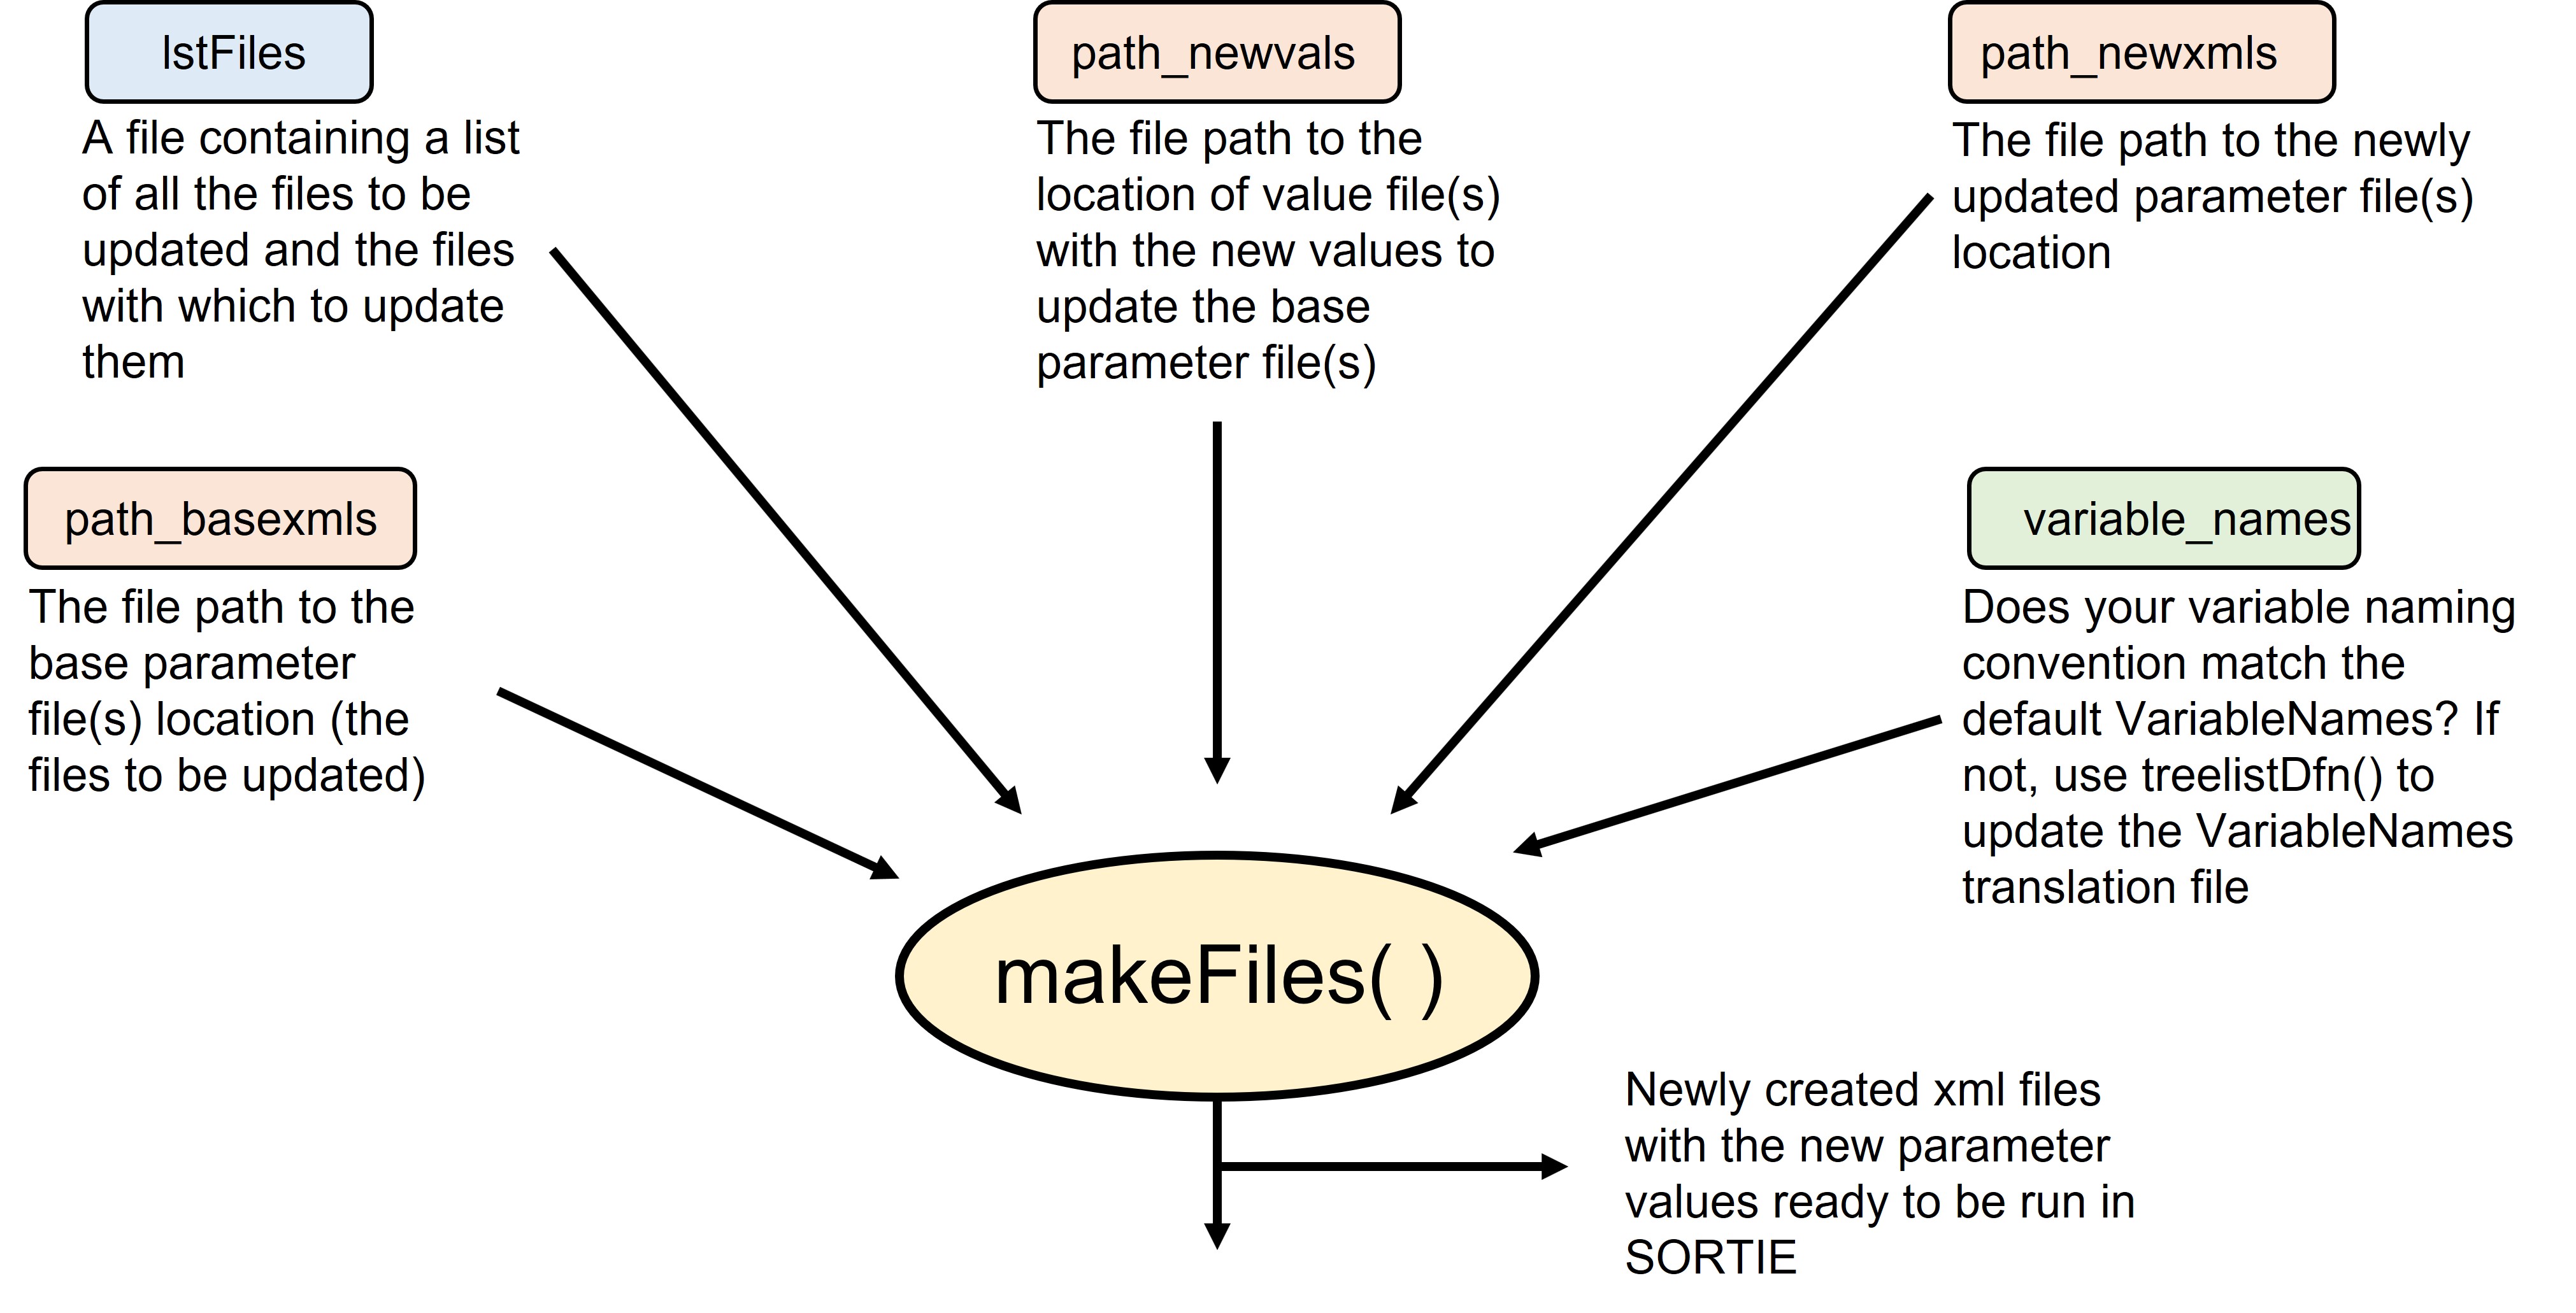 lstFiles
A file containing a list
of all the files to be
updated and the files
with which to update
them
path_newvals
The file path to the
location of value file(s)
with the new values to
update the base
parameter file(s)
path_newxmls
The file path to the newly
updated parameter file(s)
location
path_basexmls
The file path to the
base parameter
file(s) location (the
files to be updated)
variable_names
Does your variable naming
convention match the
default VariableNames? If
not, use treelistDfn() to
update the VariableNames
translation file
makeFiles( )
Newly created xml files
with the new parameter
values ready to be run in
SORTIE